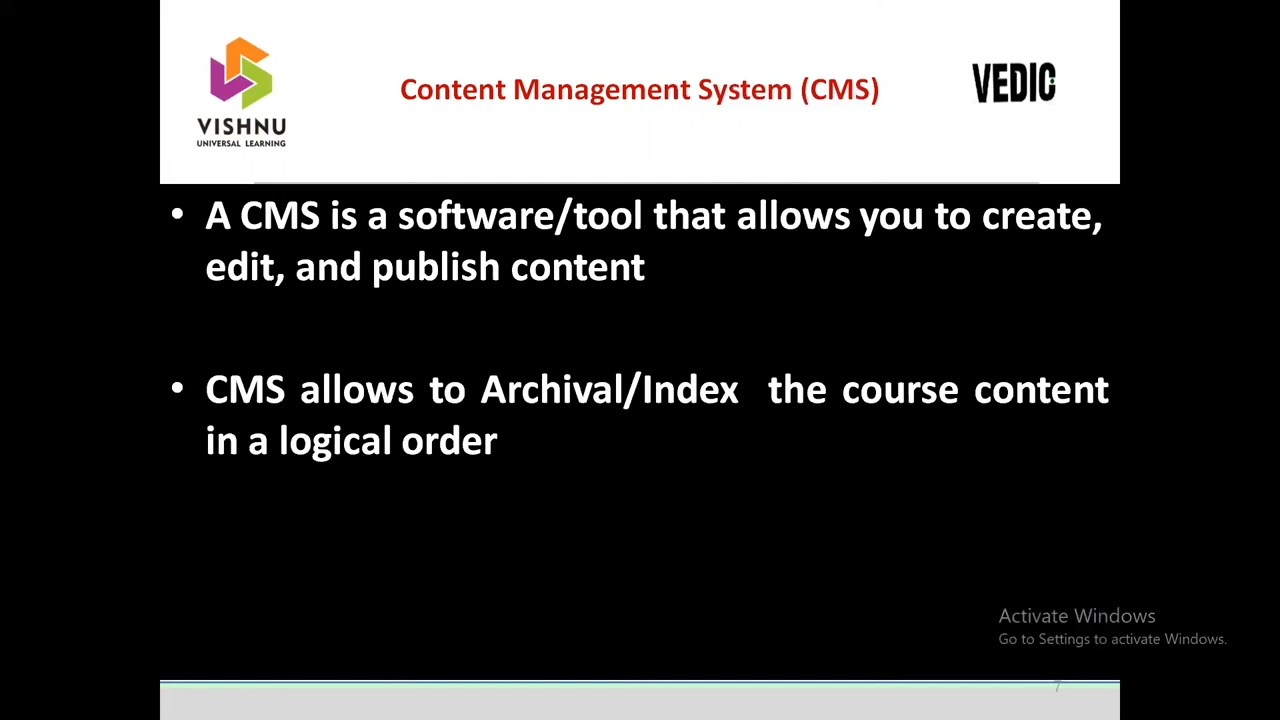 VISHNU
UNIVERSAL LEARNING
Content Management System (CMS)
VEDIC
• A CMS is a software/tool that allows you to create,
edit, and publish content
• CMS allows to Archival/Index the course content
in a logical order
Activate Windows
Go to Settings to activate Windows.
7